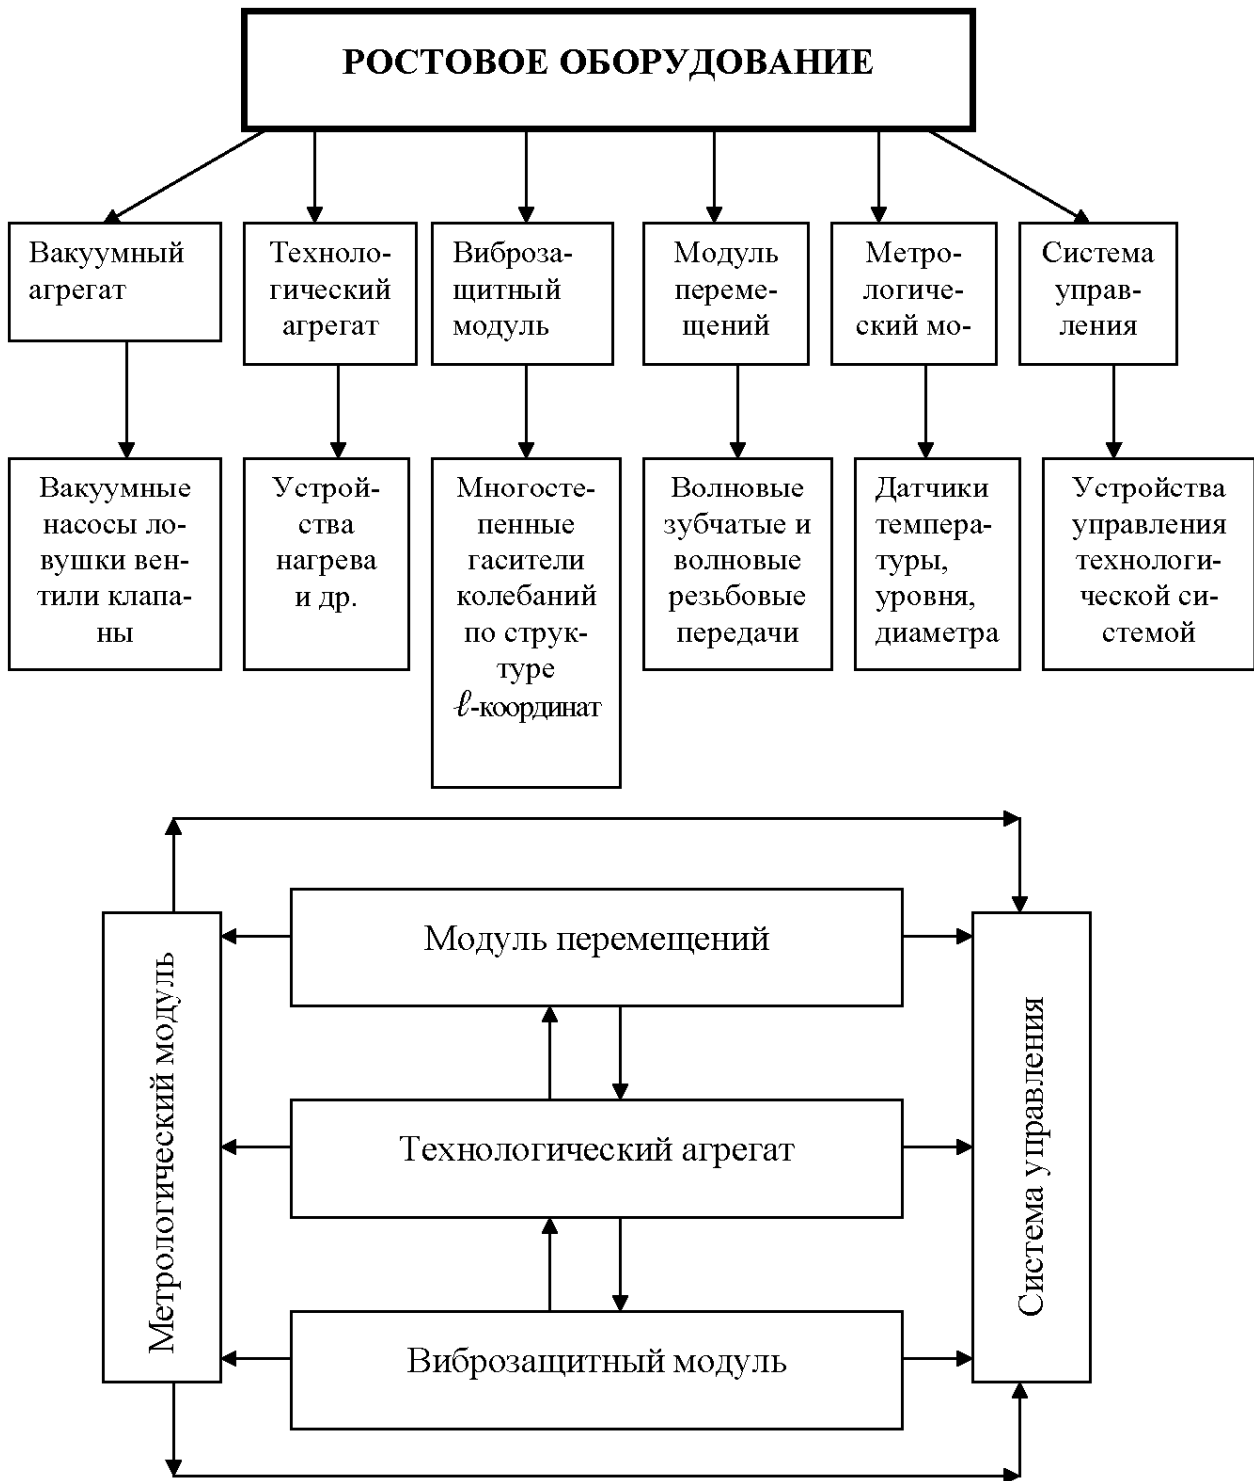 РОСТОВОЕ ОБОРУДОВАНИЕ
Вакуумный
агрегат
Техноло-
гический
агрегат
Виброза-
щитный
модуль
Модуль
переме-
щений
Метро-
логиче-
ский мо-
Система
управ-
ления
Вакуумные
насосы ло-
вушки вен-
тили клапа-
ны
Устрой-
ства
нагрева
и др.
Многосте-
пенные
гасители
колебаний
по струк-
туре
ℓ-координат
Волновые
зубчатые и
волновые
резьбовые
передачи
Датчики
темпера-
туры,
уровня,
диаметра
Устройства
управления
технологи-
ческой си-
стемой
Метрологический модуль
Модуль перемещений
Технологический агрегат
Виброзащитный модуль
Система управления